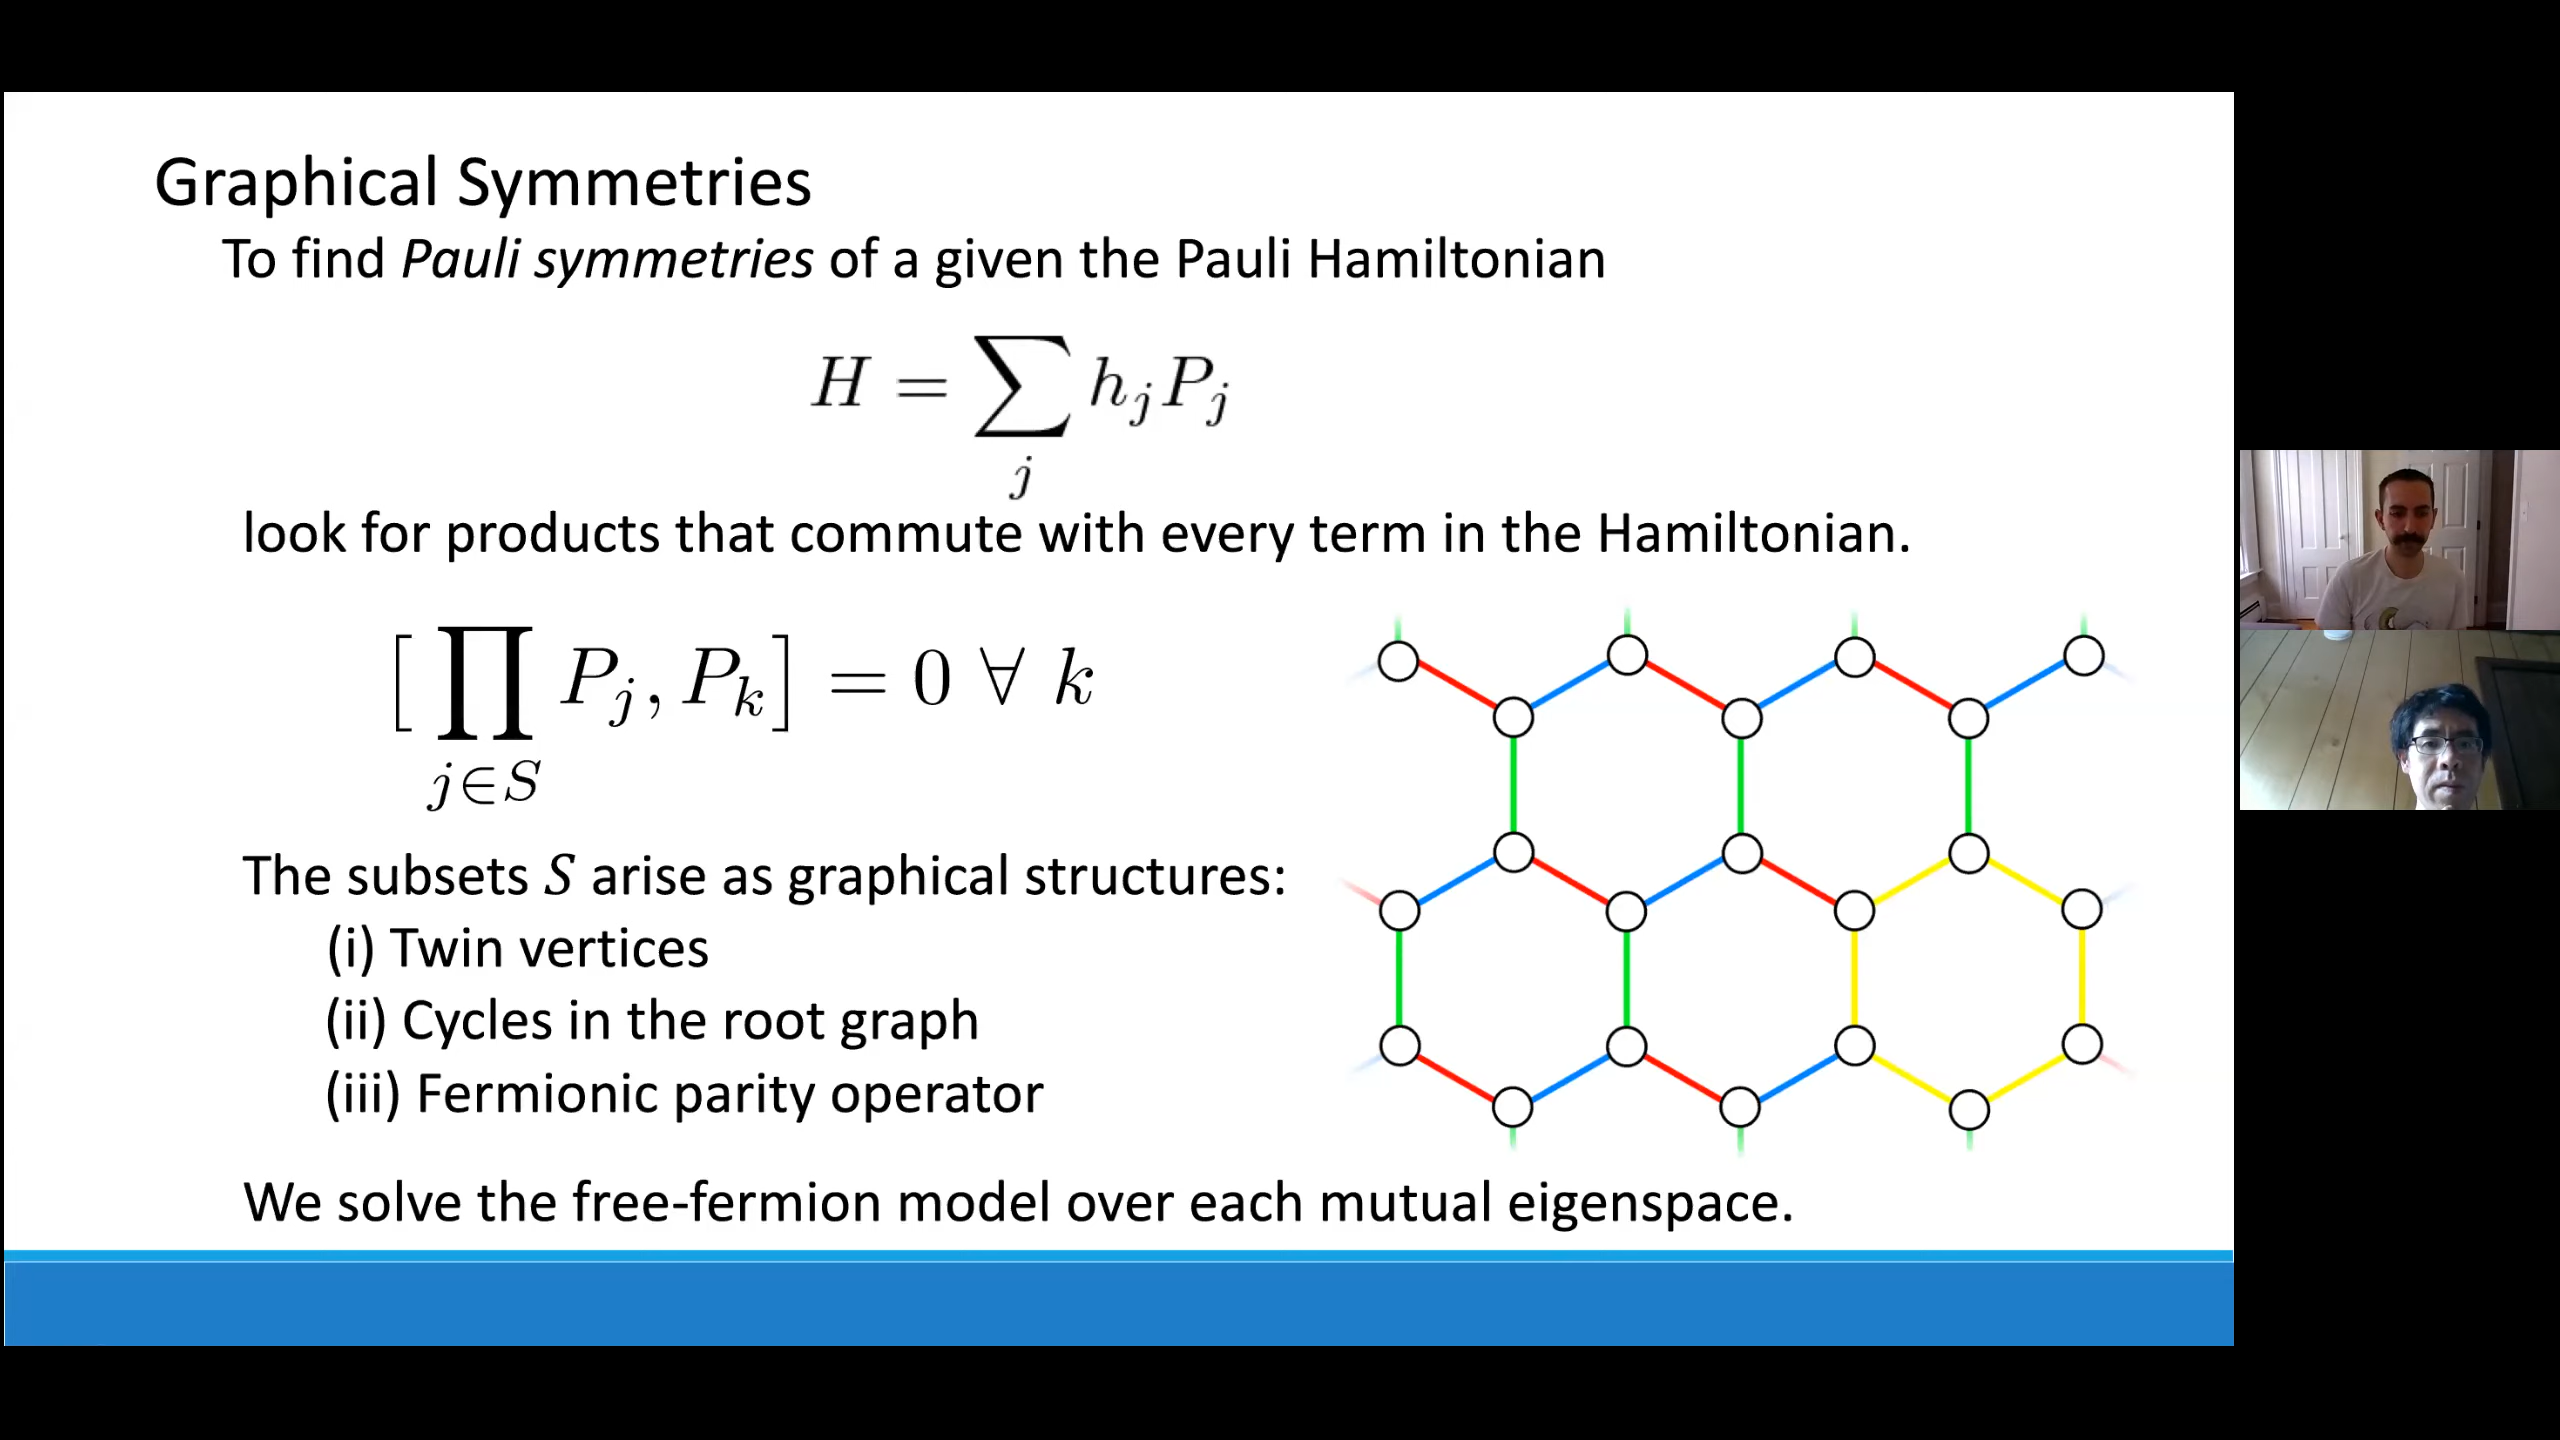 Graphical Symmetries
To find Pauli symmetries of a given the Pauli Hamiltonian
H = ∑_j h_j P_j
look for products that commute with every term in the Hamiltonian.
[ ∏_{j∈S} P_j, P_k ] = 0 ∀ k
The subsets S arise as graphical structures:
(i) Twin vertices
(ii) Cycles in the root graph
(iii) Fermionic parity operator
We solve the free-fermion model over each mutual eigenspace.